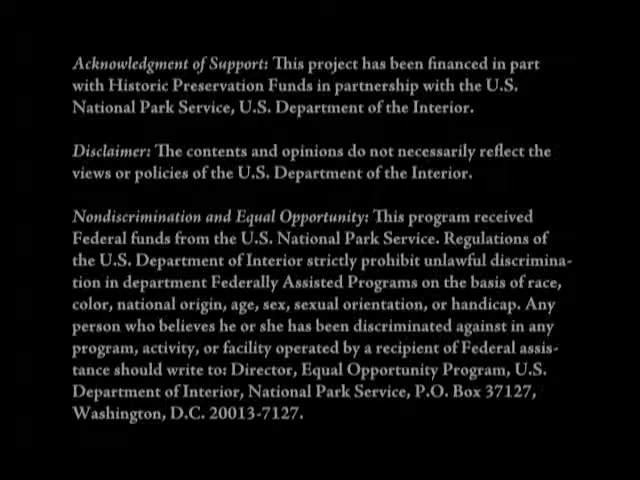 Acknowledgment of Support: This project has been financed in part
with Historic Preservation Funds in partnership with the U.S.
National Park Service, U.S. Department of the Interior.
Disclaimer: The contents and opinions do not necessarily reflect the
views or policies of the U.S. Department of the Interior.
Nondiscrimination and Equal Opportunity: This program received
Federal funds from the U.S. National Park Service. Regulations of
the U.S. Department of Interior strictly prohibit unlawful discrimina-
tion in department Federally Assisted Programs on the basis of race,
color, national origin, age, sex, sexual orientation, or handicap. Any
person who believes he or she has been discriminated against in any
program, activity, or facility operated by a recipient of Federal assis-
tance should write to: Director, Equal Opportunity Program, U.S.
Department of Interior, National Park Service, P.O. Box 37127,
Washington, D.C. 20013-7127.